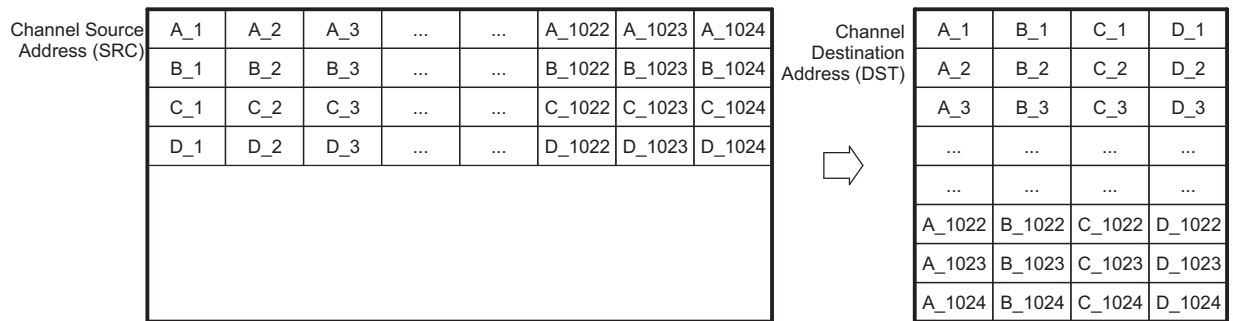 Channel Source
Address (SRC)
A_1 A_2 A_3 ... ... A_1022 A_1023 A_1024
B_1 B_2 B_3 ... ... B_1022 B_1023 B_1024
C_1 C_2 C_3 ... ... C_1022 C_1023 C_1024
D_1 D_2 D_3 ... ... D_1022 D_1023 D_1024
Channel
Destination
Address (DST)
A_1 B_1 C_1 D_1
A_2 B_2 C_2 D_2
A_3 B_3 C_3 D_3
... ... ... ...
... ... ... ...
A_1022 B_1022 C_1022 D_1022
A_1023 B_1023 C_1023 D_1023
A_1024 B_1024 C_1024 D_1024